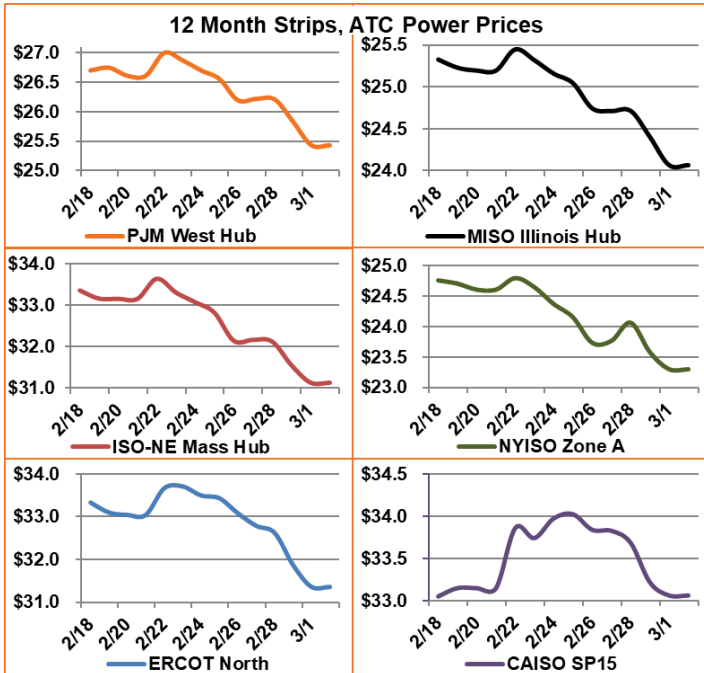 12 Month Strips, ATC Power Prices
$27.0
$26.5
$26.0
$25.5
$25.0
2/18 2/20 2/22 2/24 2/26 2/28 3/1
PJM West Hub
$25.5
$25.0
$24.5
$24.0
2/18 2/20 2/22 2/24 2/26 2/28 3/1
MISO Illinois Hub
$34.0
$33.0
$32.0
$31.0
2/18 2/20 2/22 2/24 2/26 2/28 3/1
ISO-NE Mass Hub
$25.0
$24.5
$24.0
$23.5
$23.0
2/18 2/20 2/22 2/24 2/26 2/28 3/1
NYISO Zone A
$34.0
$33.0
$32.0
$31.0
2/18 2/20 2/22 2/24 2/26 2/28 3/1
ERCOT North
$34.5
$34.0
$33.5
$33.0
2/18 2/20 2/22 2/24 2/26 2/28 3/1
CAISO SP15